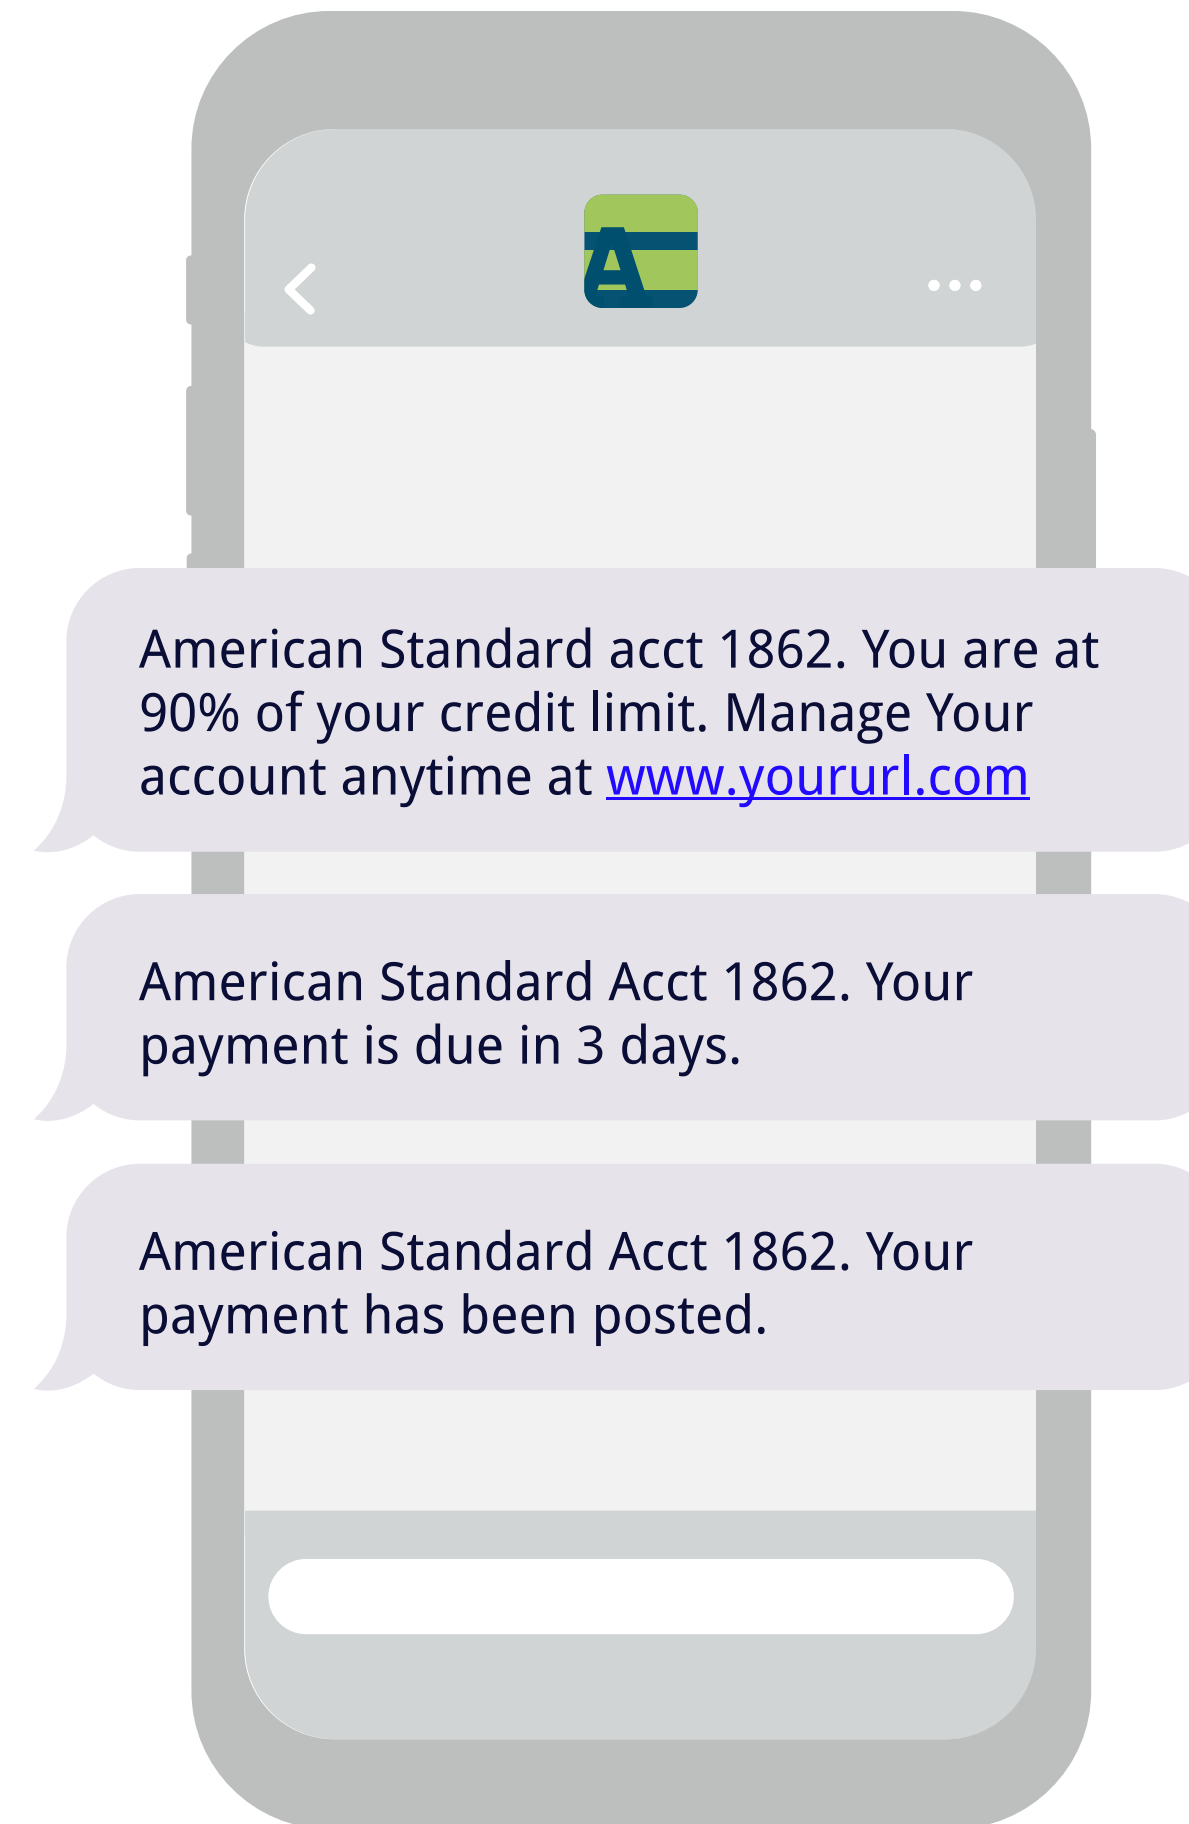 A
American Standard acct 1862. You are at
90% of your credit limit. Manage Your
account anytime at www.yoururl.com
American Standard Acct 1862. Your
payment is due in 3 days.
American Standard Acct 1862. Your
payment has been posted.